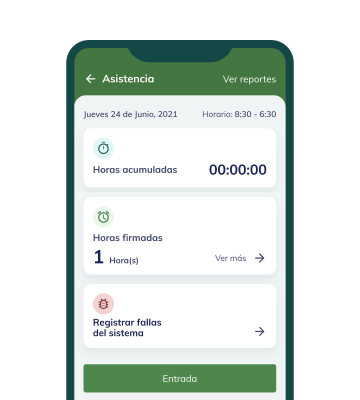 Asistencia Ver reportes
Jueves 24 de Junio, 2021 Horario: 8:30 - 6:30
Horas acumuladas 00:00:00
Horas firmadas
1 Hora(s) Ver más
Registrar fallas
del sistema
Entrada